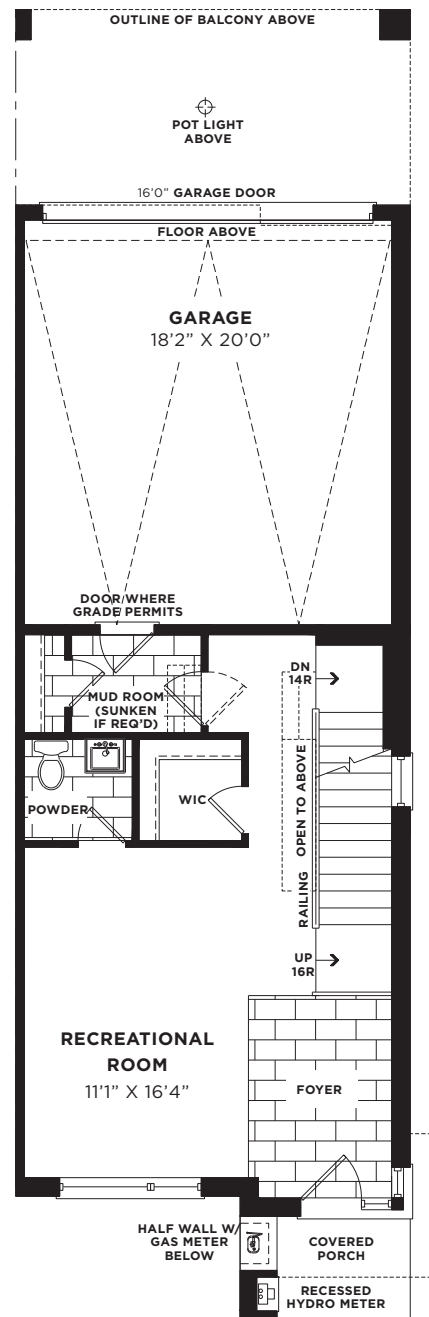 OUTLINE OF BALCONY ABOVE
POT LIGHT
ABOVE
16'0" GARAGE DOOR
FLOOR ABOVE
GARAGE
18'2” X 20'0”
DOOR WHERE
GRADE PERMITS
MUD ROOM
(SUNKEN
IF REQ'D)
DN
14R
POWDER
WIC
RAILING
OPEN TO ABOVE
UP
16R
RECREATIONAL
ROOM
11'1” X 16'4”
FOYER
HALF WALL W/
GAS METER
BELOW
COVERED
PORCH
RECESSED
HYDRO METER